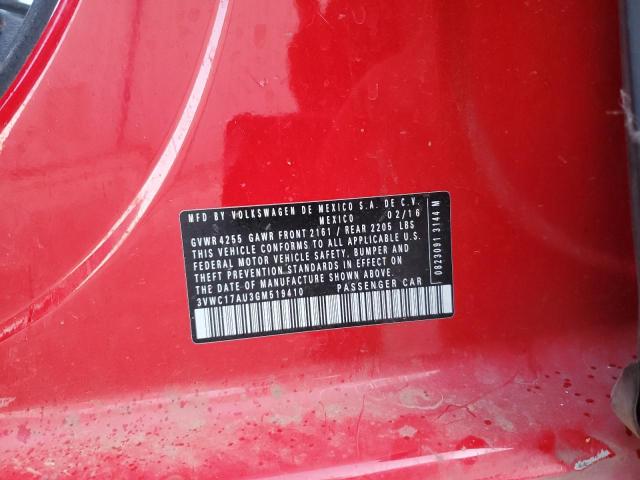 MFD BY VOLKSWAGEN DE MEXICO S.A. DE C.V.
MEXICO 02/16
GVWR 4255 GAWR FRONT 2161 / REAR 2205 LBS
THIS VEHICLE CONFORMS TO ALL APPLICABLE U.S.
FEDERAL MOTOR VEHICLE SAFETY, BUMPER AND
THEFT PREVENTION STANDARDS IN EFFECT ON
THE DATE OF MANUFACTURE SHOWN ABOVE.
3VWC17AU3GM519410 PASSENGER CAR
0823091 3144 M